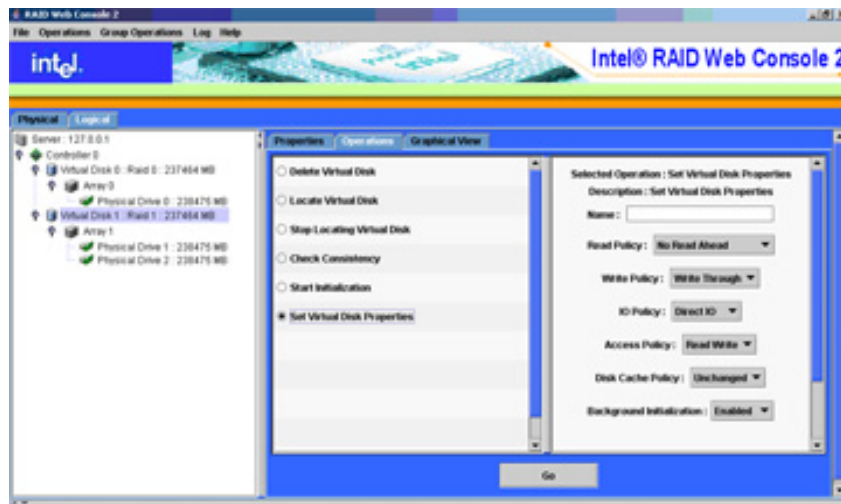 RAID Web Console 2
File Operations Group Operations Log Help
intel.
Intel® RAID Web Console 2
Physical Logical
Server : 127.0.0.1
Controller 0
Virtual Disk 0 : Raid 0 : 237464 MB
Array 0
Physical Drive 0 : 238475 MB
Virtual Disk 1 : Raid 1 : 237464 MB
Array 1
Physical Drive 1 : 238475 MB
Physical Drive 2 : 238475 MB
Properties Operations Graphical View
Delete Virtual Disk
Locate Virtual Disk
Stop Locating Virtual Disk
Check Consistency
Start Initialization
Set Virtual Disk Properties
Selected Operation : Set Virtual Disk Properties
Description : Set Virtual Disk Properties
Name :
Read Policy : No Read Ahead
Write Policy : Write Through
IO Policy : Direct IO
Access Policy : Read Write
Disk Cache Policy : Unchanged
Background Initialization : Enabled
Go